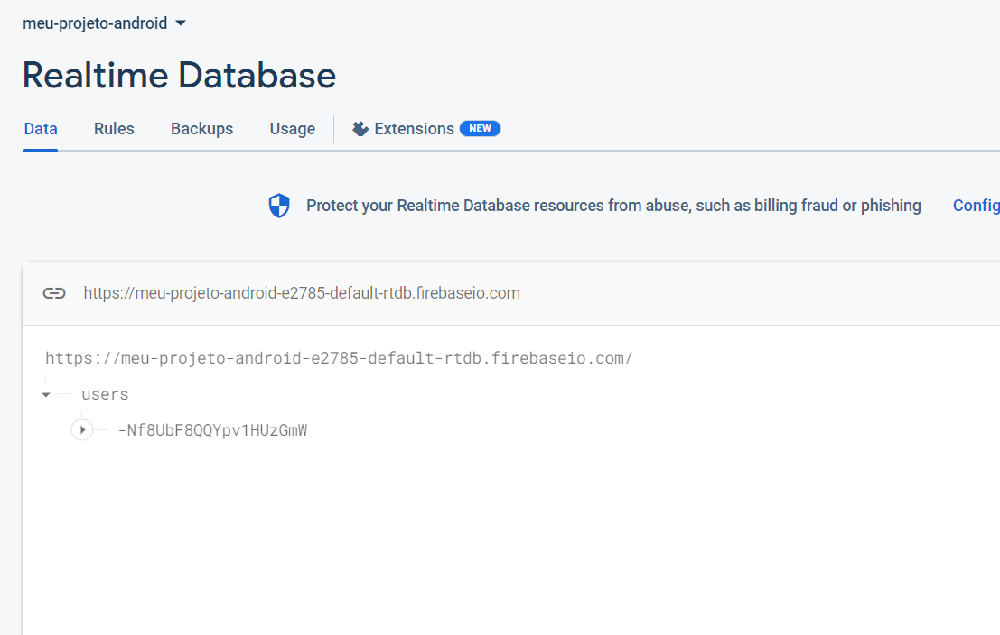 meu-projeto-android
Realtime Database
Data Rules Backups Usage Extensions NEW
Protect your Realtime Database resources from abuse, such as billing fraud or phishing Config
https://meu-projeto-android-e2785-default-rtdb.firebaseio.com
https://meu-projeto-android-e2785-default-rtdb.firebaseio.com/
users
-Nf8UbF8QQYpv1HUzGmW